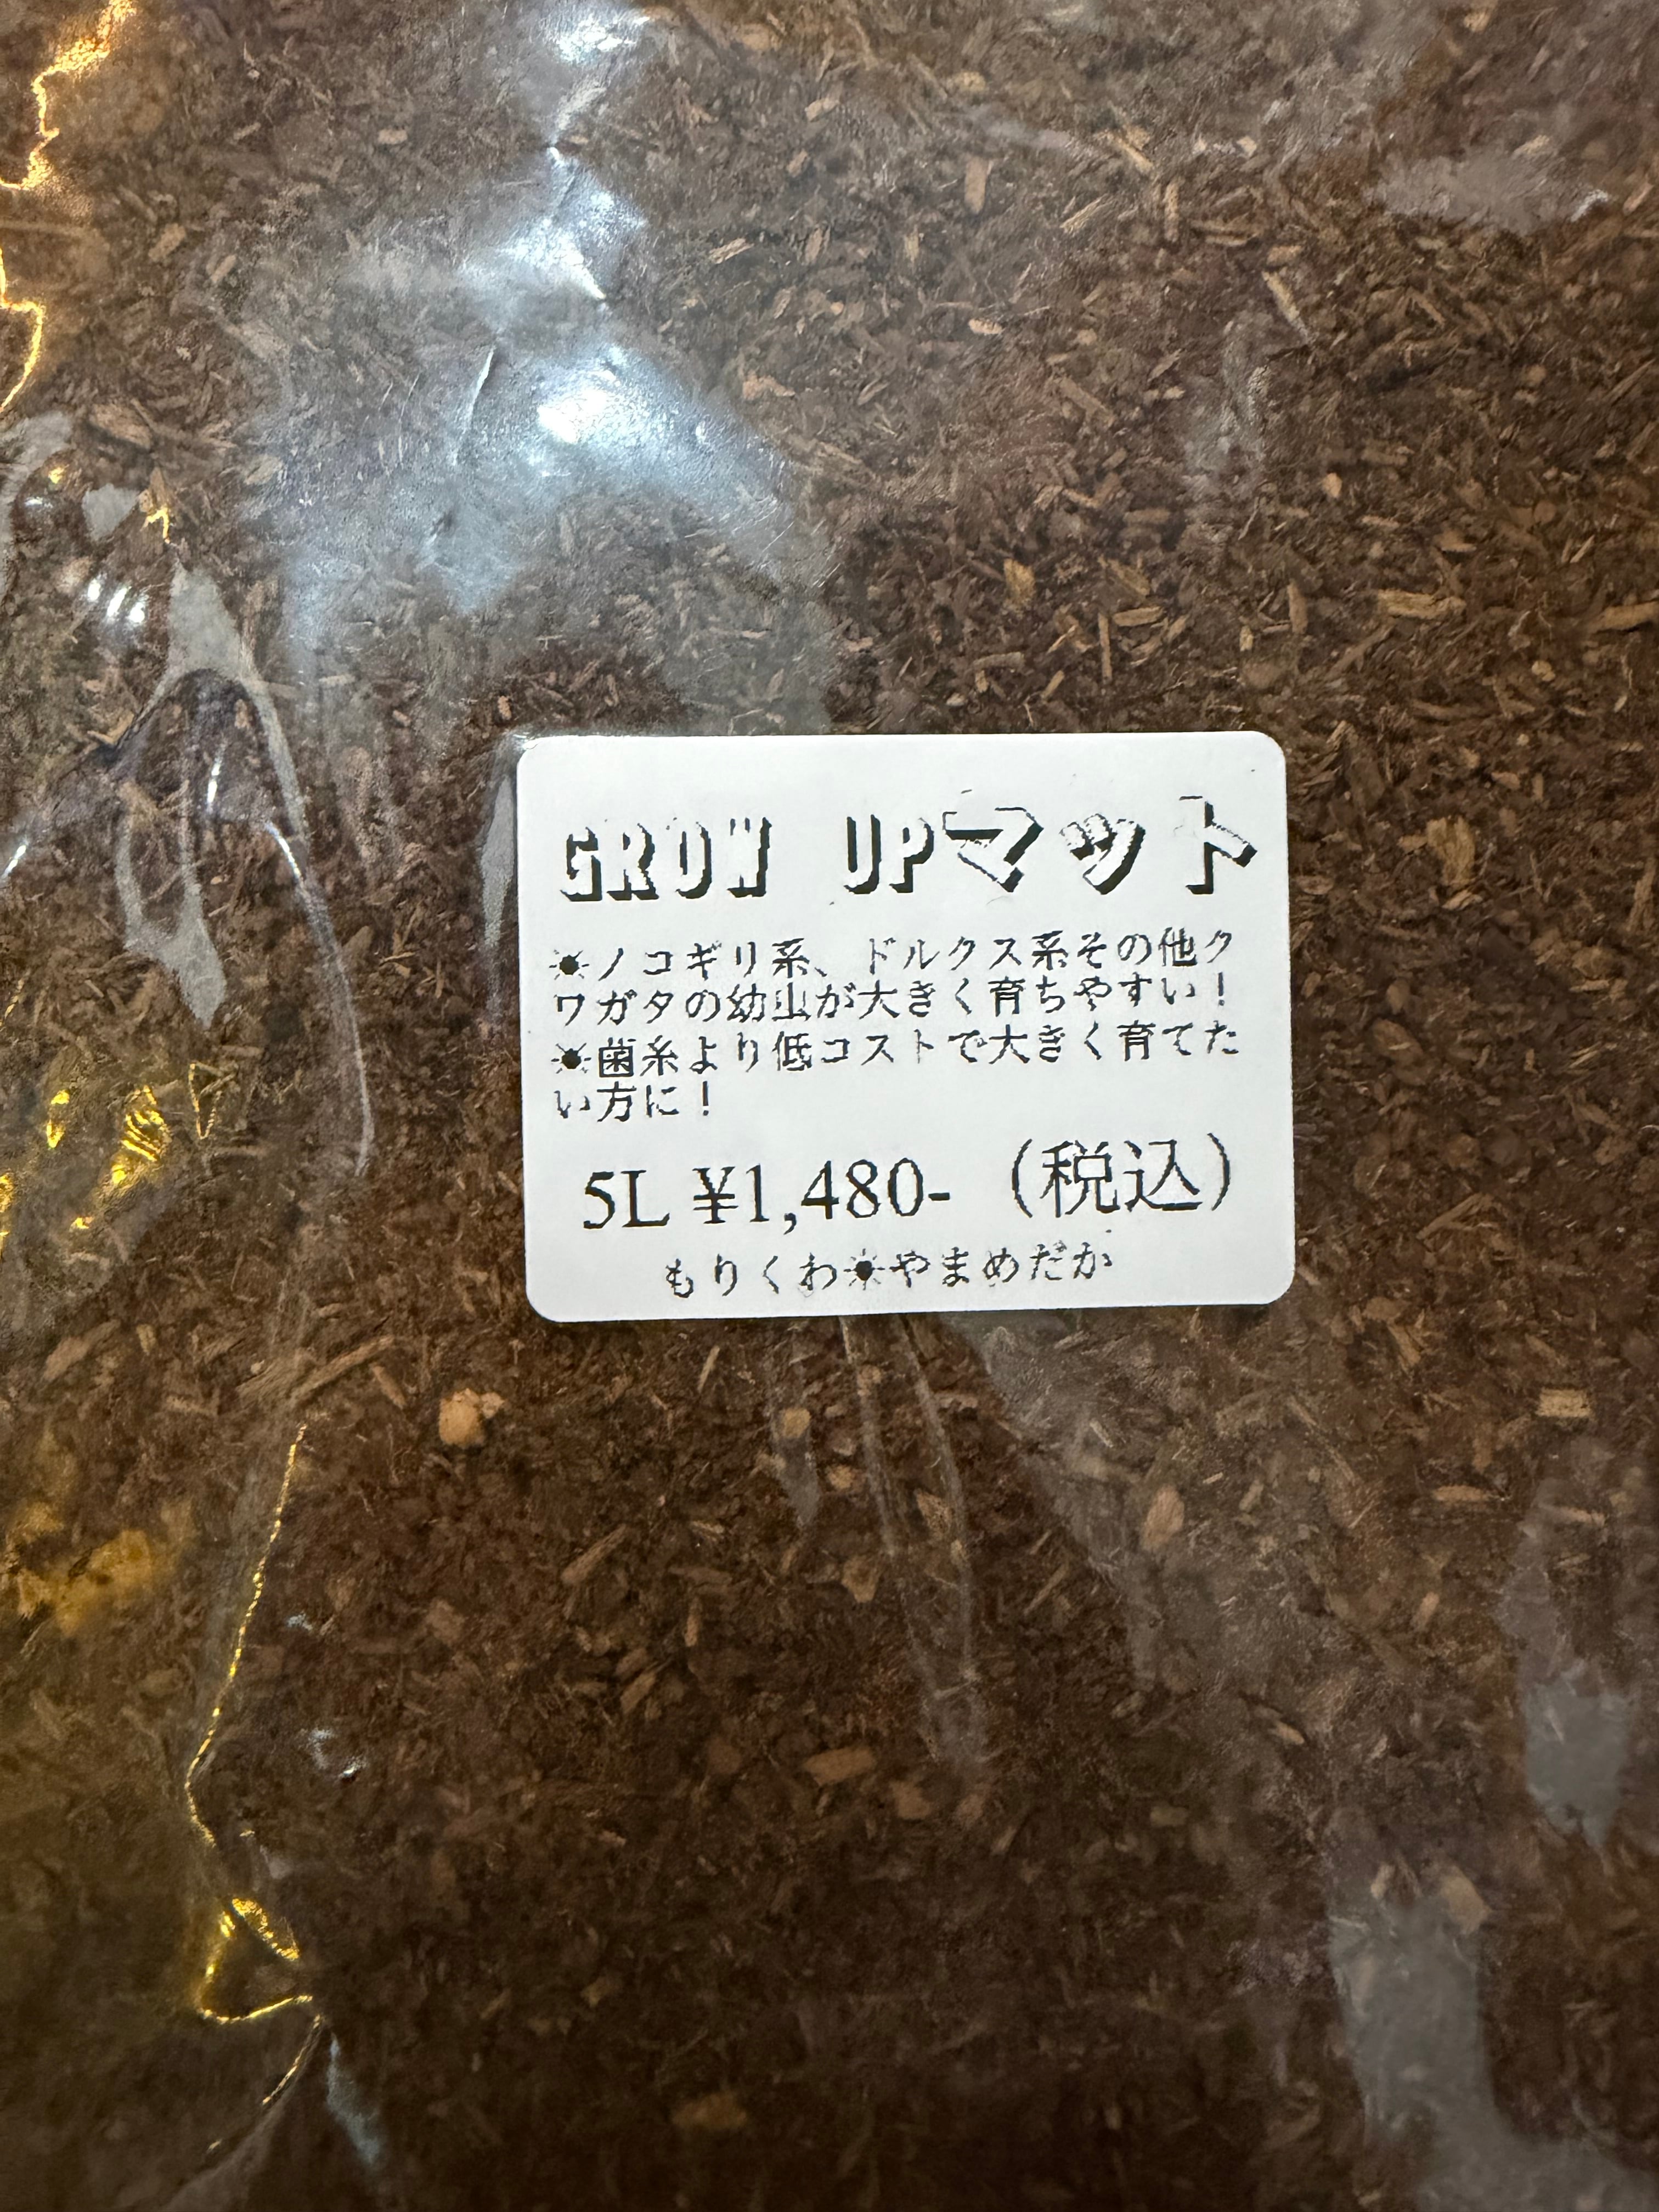 GROW UPマット
☀ノコギリ系、ドルクス系その他ク
ワガタの幼虫が大きく育ちやすい!
☀菌糸より低コストで大きく育てた
い方に!
5L ¥1,480-(税込)
もりくわ☀やまめだか